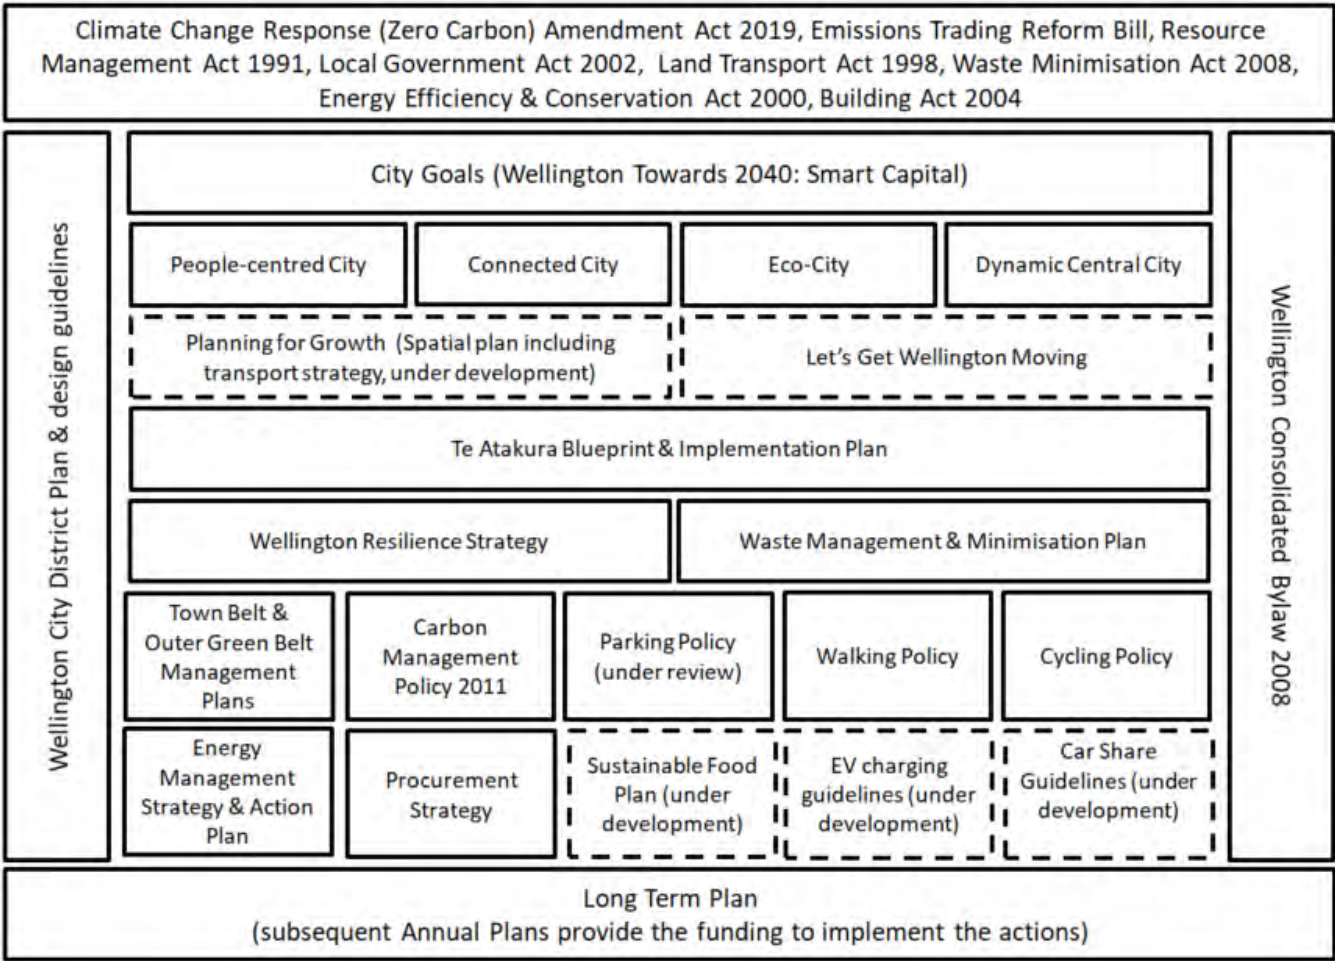 Climate Change Response (Zero Carbon) Amendment Act 2019, Emissions Trading Reform Bill, Resource
Management Act 1991, Local Government Act 2002, Land Transport Act 1998, Waste Minimisation Act 2008,
Energy Efficiency & Conservation Act 2000, Building Act 2004
Wellington City District Plan & design guidelines
City Goals (Wellington Towards 2040: Smart Capital)
People-centred City
Connected City
Eco-City
Dynamic Central City
Planning for Growth (Spatial plan including
transport strategy, under development)
Let's Get Wellington Moving
Te Atakura Blueprint & Implementation Plan
Wellington Resilience Strategy
Waste Management & Minimisation Plan
Town Belt &
Outer Green Belt
Management
Plans
Carbon
Management
Policy 2011
Parking Policy
(under review)
Walking Policy
Cycling Policy
Energy
Management
Strategy & Action
Plan
Procurement
Strategy
Sustainable Food
Plan (under
development)
EV charging
guidelines (under
development)
Car Share
Guidelines (under
development)
Wellington Consolidated Bylaw 2008
Long Term Plan
(subsequent Annual Plans provide the funding to implement the actions)